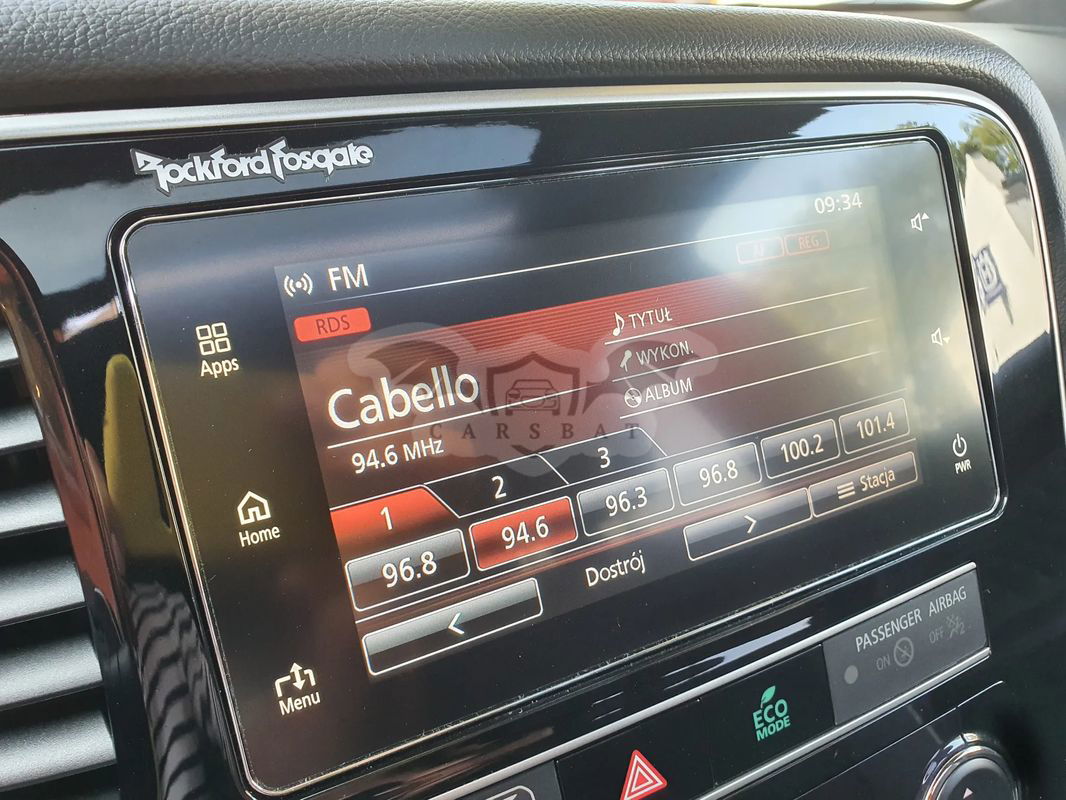 Rockford Fosgate
09:34
FM
AF REG
RDS
Apps
TYTUŁ
WYKON.
ALBUM
Cabello
94.6 MHz
CARSBAT
1 2 3
96.8 94.6 96.3 96.8 100.2 101.4
< Dostrój > Stacja
Home
Menu
PWR
PASSENGER AIRBAG
ON OFF
ECO
MODE